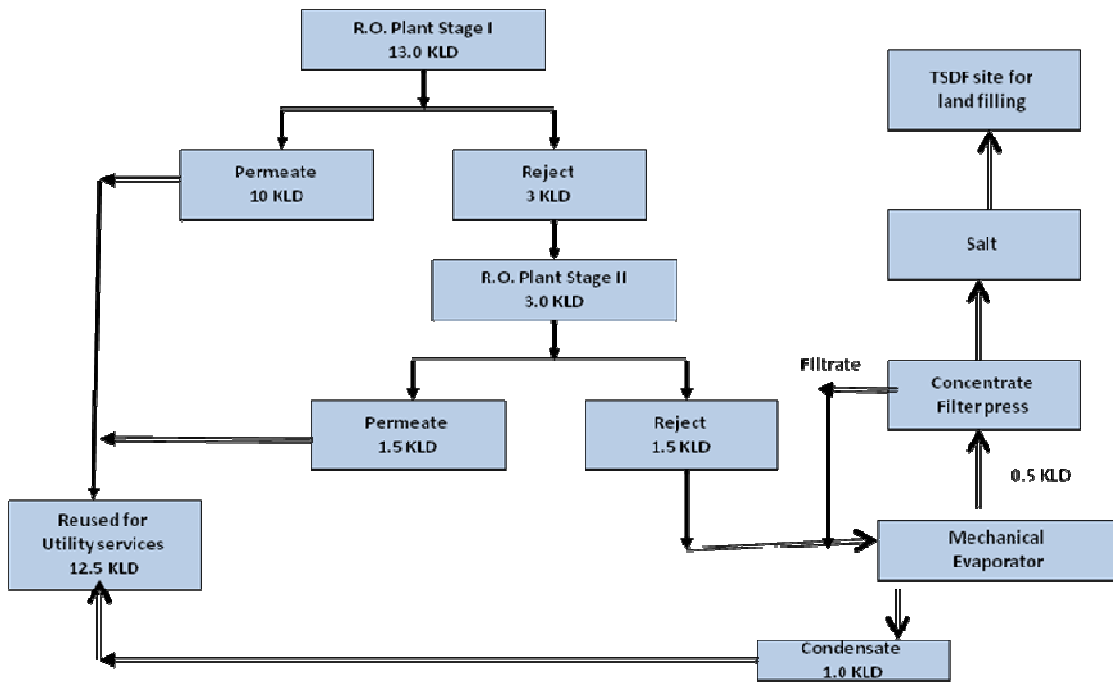 R.O. Plant Stage I
13.0 KLD
TSDF site for
land filling
Permeate
10 KLD
Reject
3 KLD
Salt
R.O. Plant Stage II
3.0 KLD
Filtrate
Concentrate
Filter press
Permeate
1.5 KLD
Reject
1.5 KLD
0.5 KLD
Reused for
Utility services
12.5 KLD
Mechanical
Evaporator
Condensate
1.0 KLD